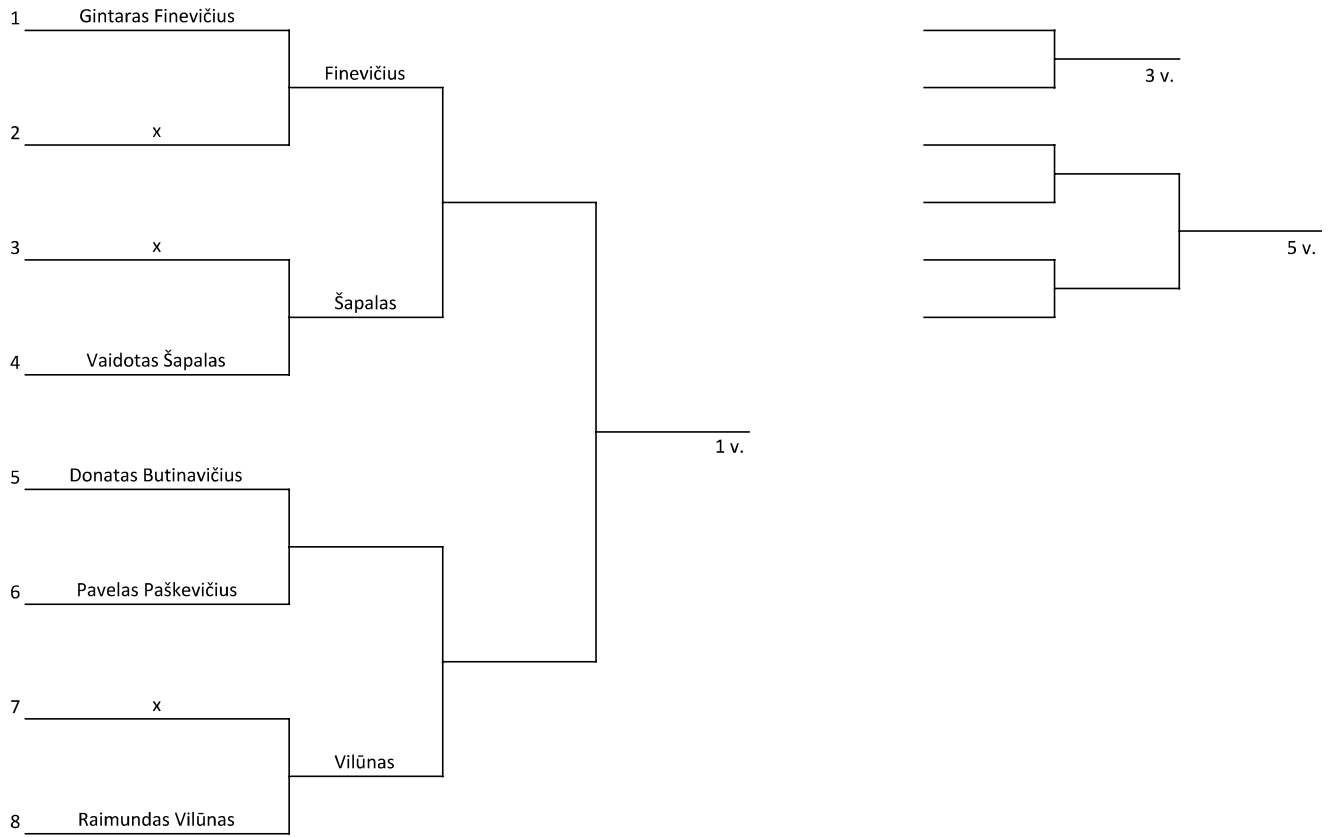 1 Gintaras Finevičius
Finevičius
3 v.
2 x
3 x
5 v.
Šapalas
4 Vaidotas Šapalas
1 v.
5 Donatas Butinavičius
6 Pavelas Paškevičius
7 x
Vilūnas
8 Raimundas Vilūnas